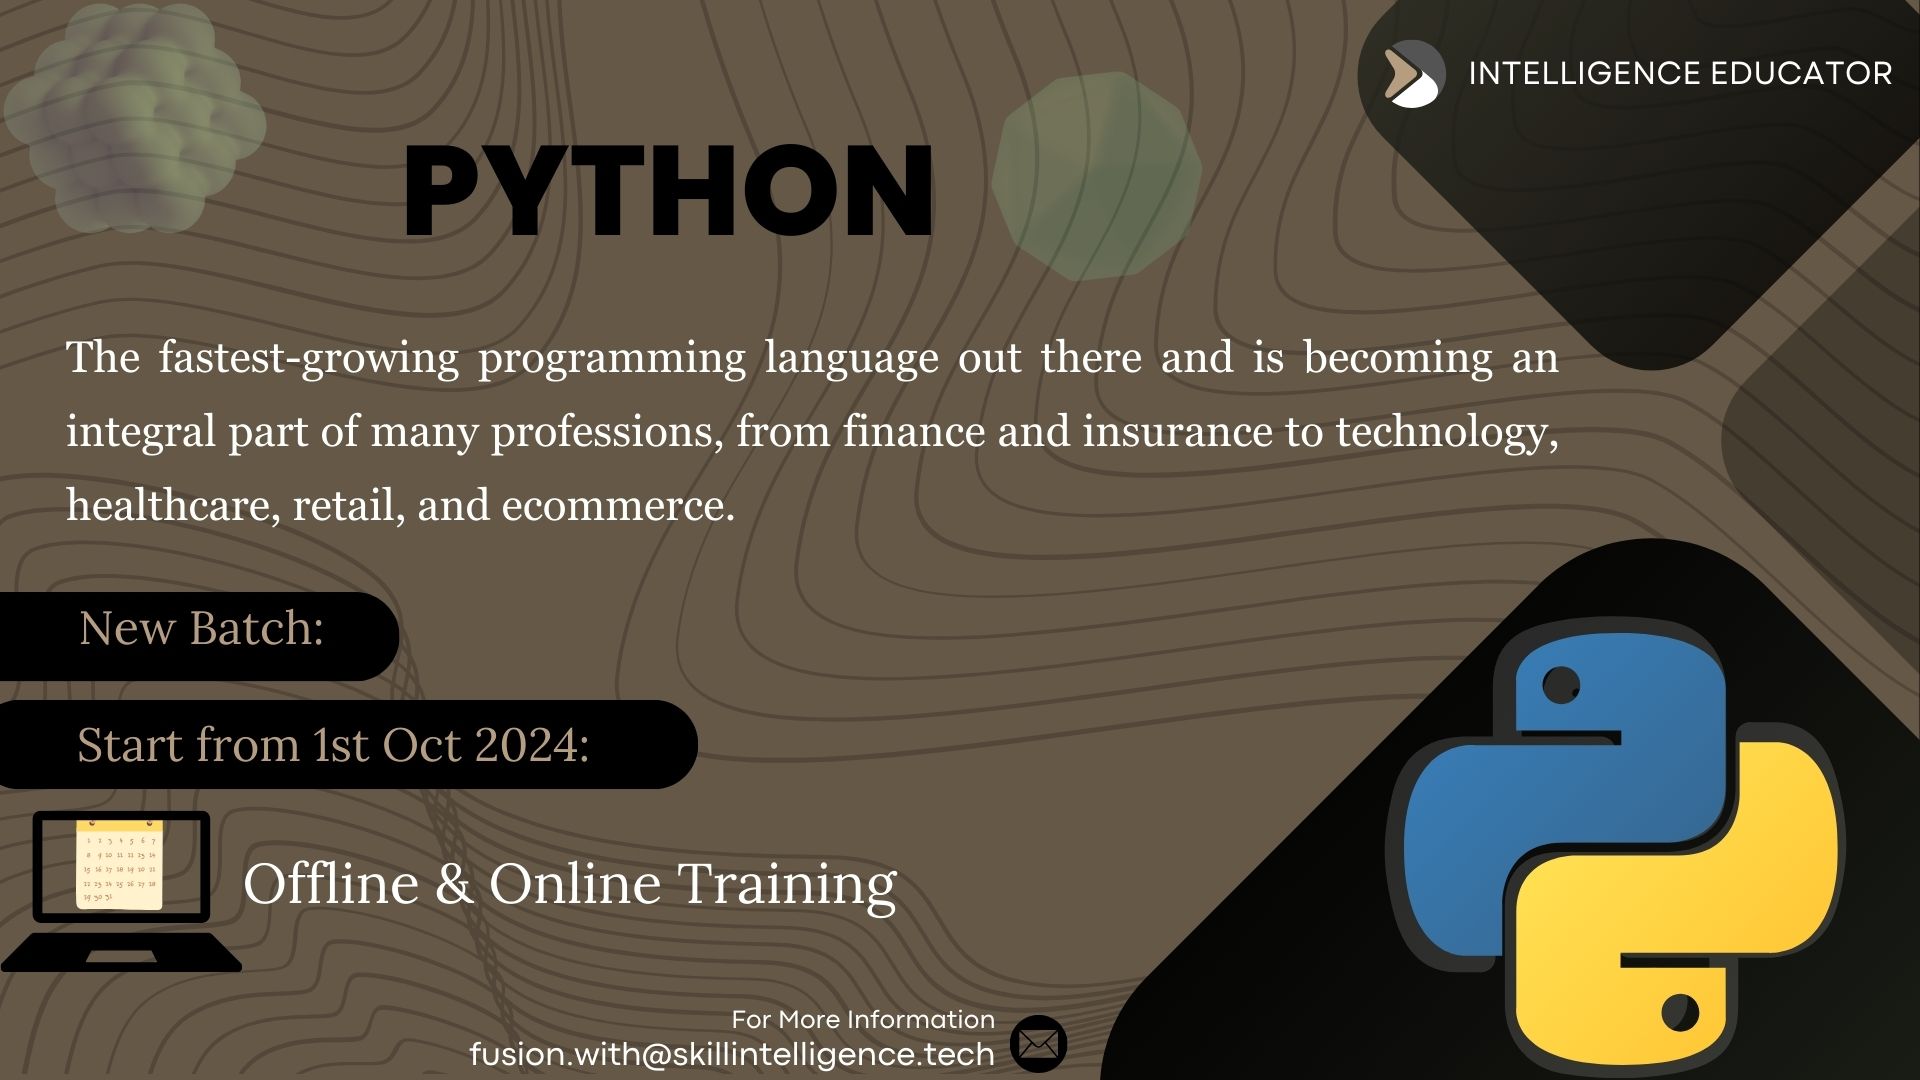 INTELLIGENCE EDUCATOR
PYTHON
The fastest-growing programming language out there and is becoming an
integral part of many professions, from finance and insurance to technology,
healthcare, retail, and ecommerce.
New Batch:
Start from 1st Oct 2024:
Offline & Online Training
For More Information
fusion.with@skillintelligence.tech